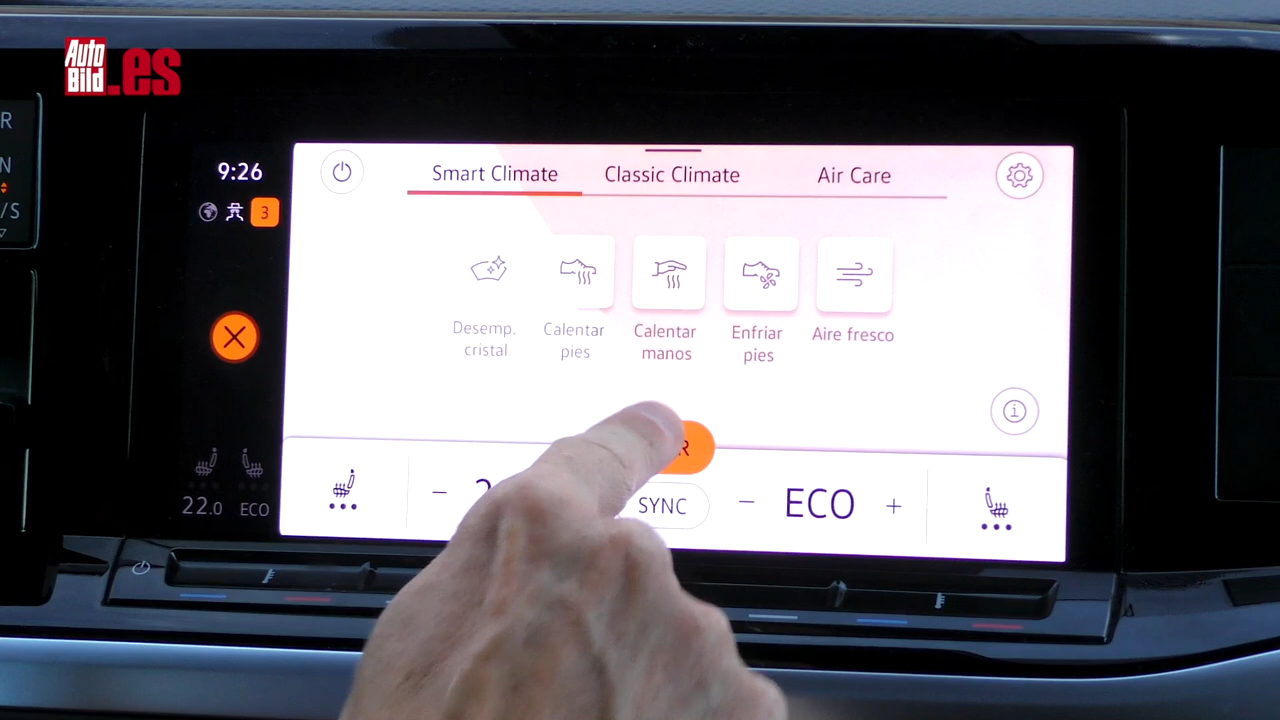 Auto
Bild
.es
R
N
/S
9:26
3
Smart Climate
Classic Climate
Air Care
Desemp.
cristal
Calentar
pies
Calentar
manos
Enfriar
pies
Aire fresco
SYNC
ECO
22.0 ECO